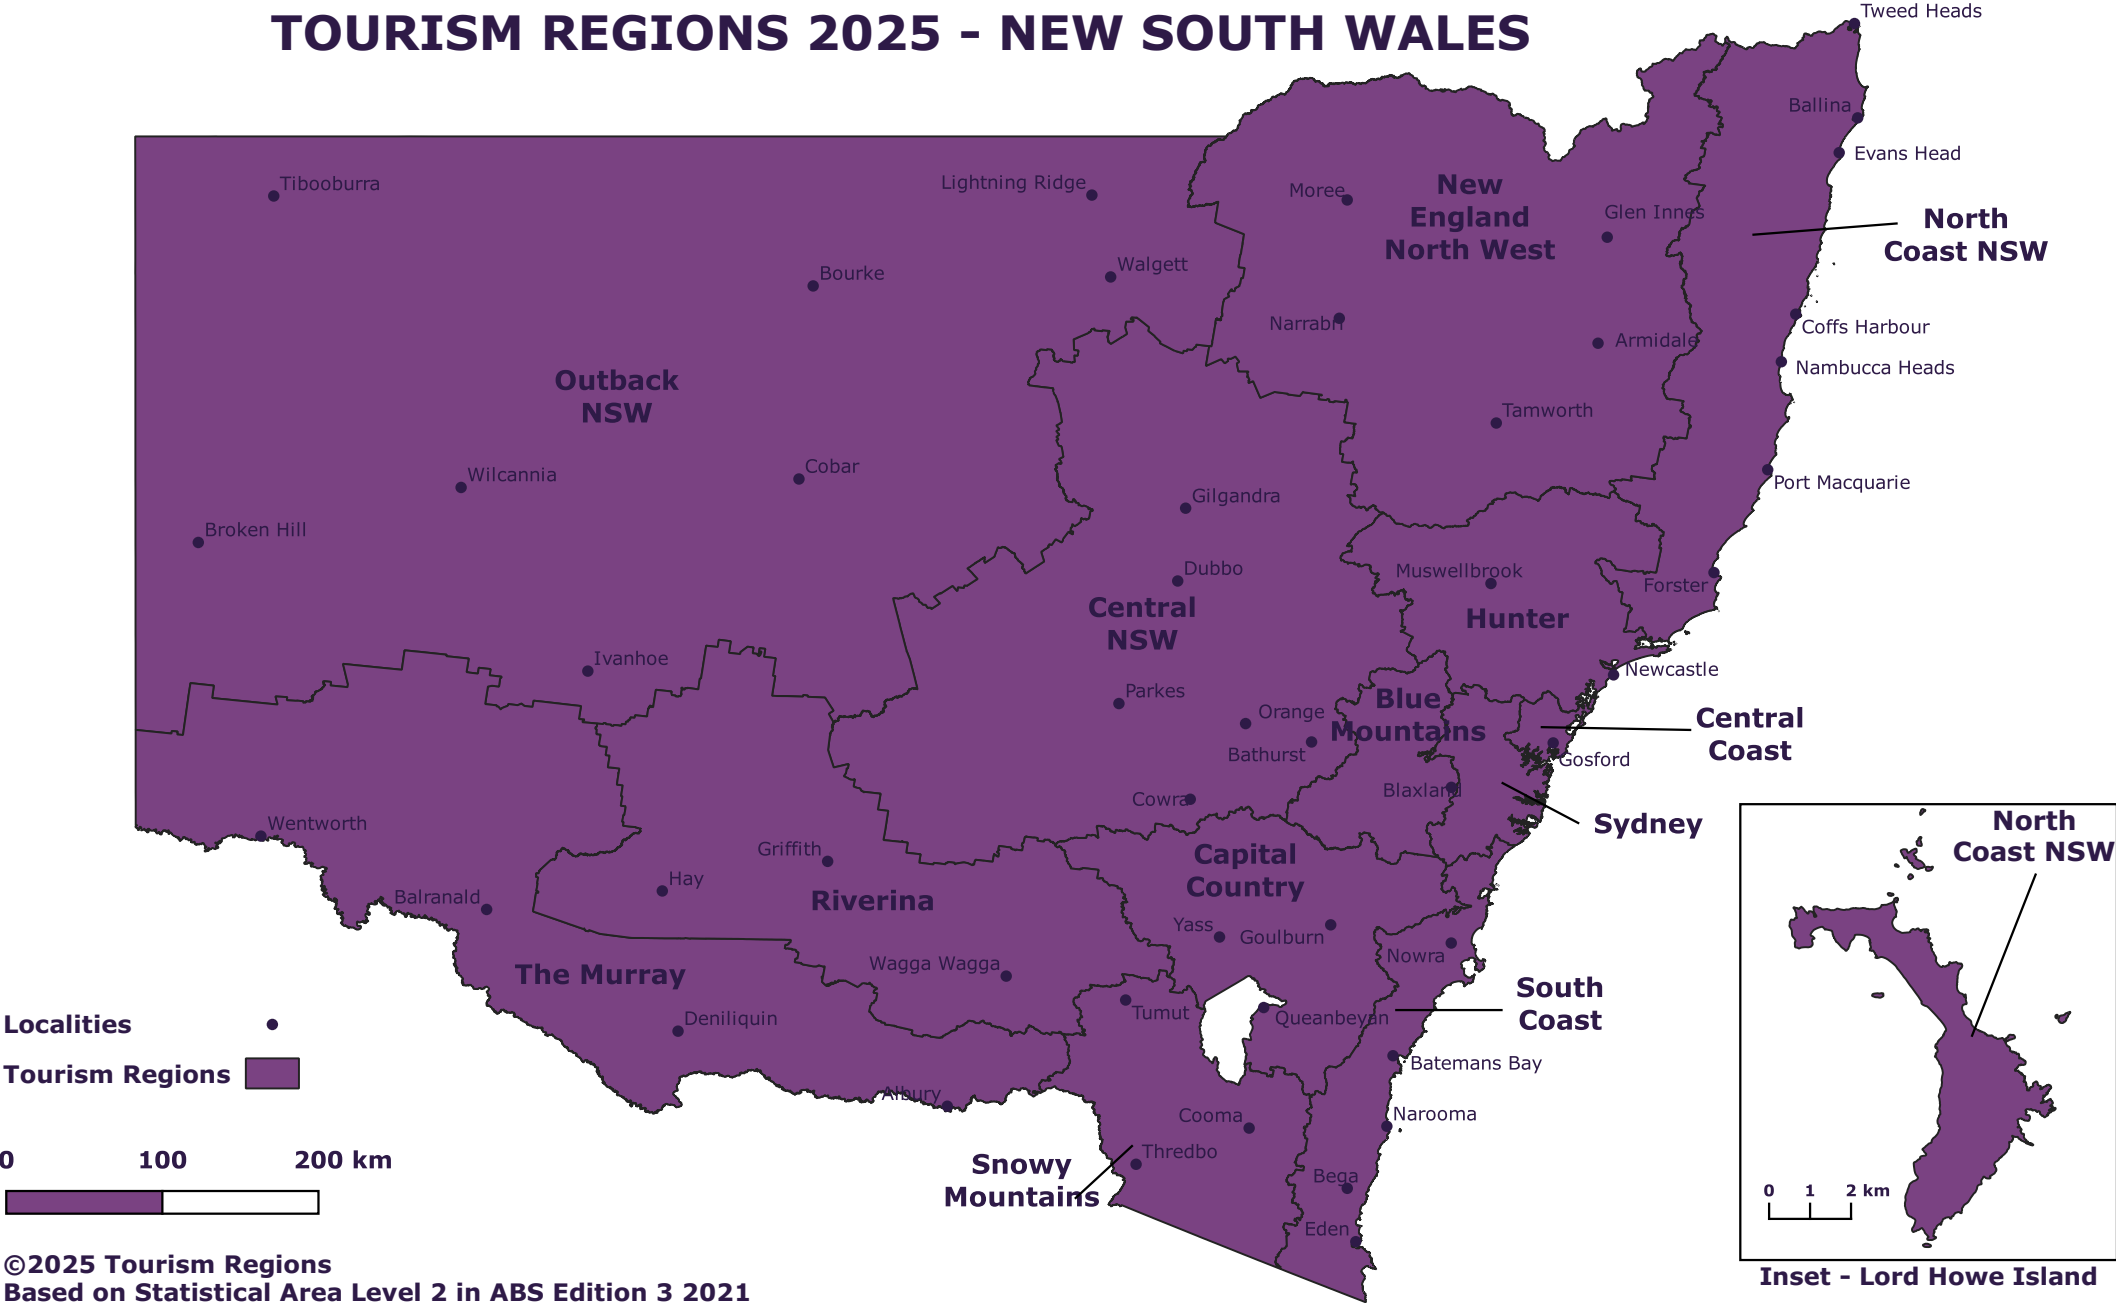 TOURISM REGIONS 2025 - NEW SOUTH WALES
Tweed Heads
Ballina
Evans Head
Tibooburra
Lightning Ridge
Moree
New
England
North West
Glen Innes
North
Coast NSW
Bourke
Walgett
Narrabri
Armidale
Coffs Harbour
Nambucca Heads
Outback
NSW
Tamworth
Wilcannia
Cobar
Gilgandra
Port Macquarie
Broken Hill
Dubbo
Muswellbrook
Forster
Central
NSW
Hunter
Ivanhoe
Newcastle
Parkes
Orange
Blue
Mountains
Central
Coast
Bathurst
Gosford
Blaxland
Cowra
Sydney
Wentworth
Griffith
Capital
Country
Hay
Balranald
Riverina
Yass
Goulburn
Nowra
Wagga Wagga
The Murray
South
Coast
Tumut
Queanbeyan
Deniliquin
Batemans Bay
Albury
Cooma
Narooma
Thredbo
Snowy
Mountains
Bega
Eden
North
Coast NSW
0 1 2 km
Inset - Lord Howe Island
Localities
Tourism Regions
0 100 200 km
©2025 Tourism Regions
Based on Statistical Area Level 2 in ABS Edition 3 2021